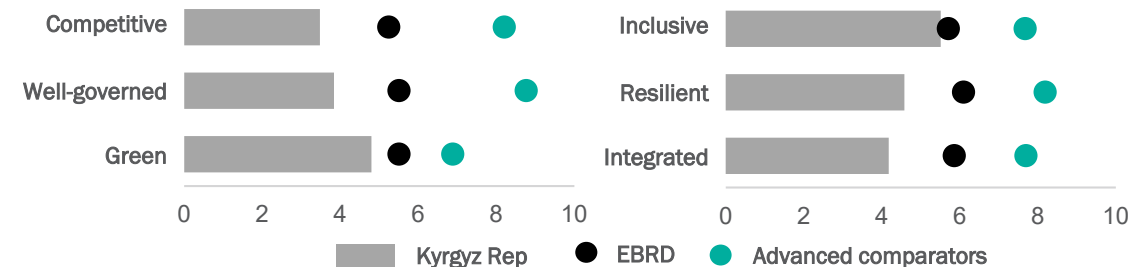 Competitive
Well-governed
Green
0 2 4 6 8 10
Inclusive
Resilient
Integrated
0 2 4 6 8 10
Kyrgyz Rep EBRD Advanced comparators